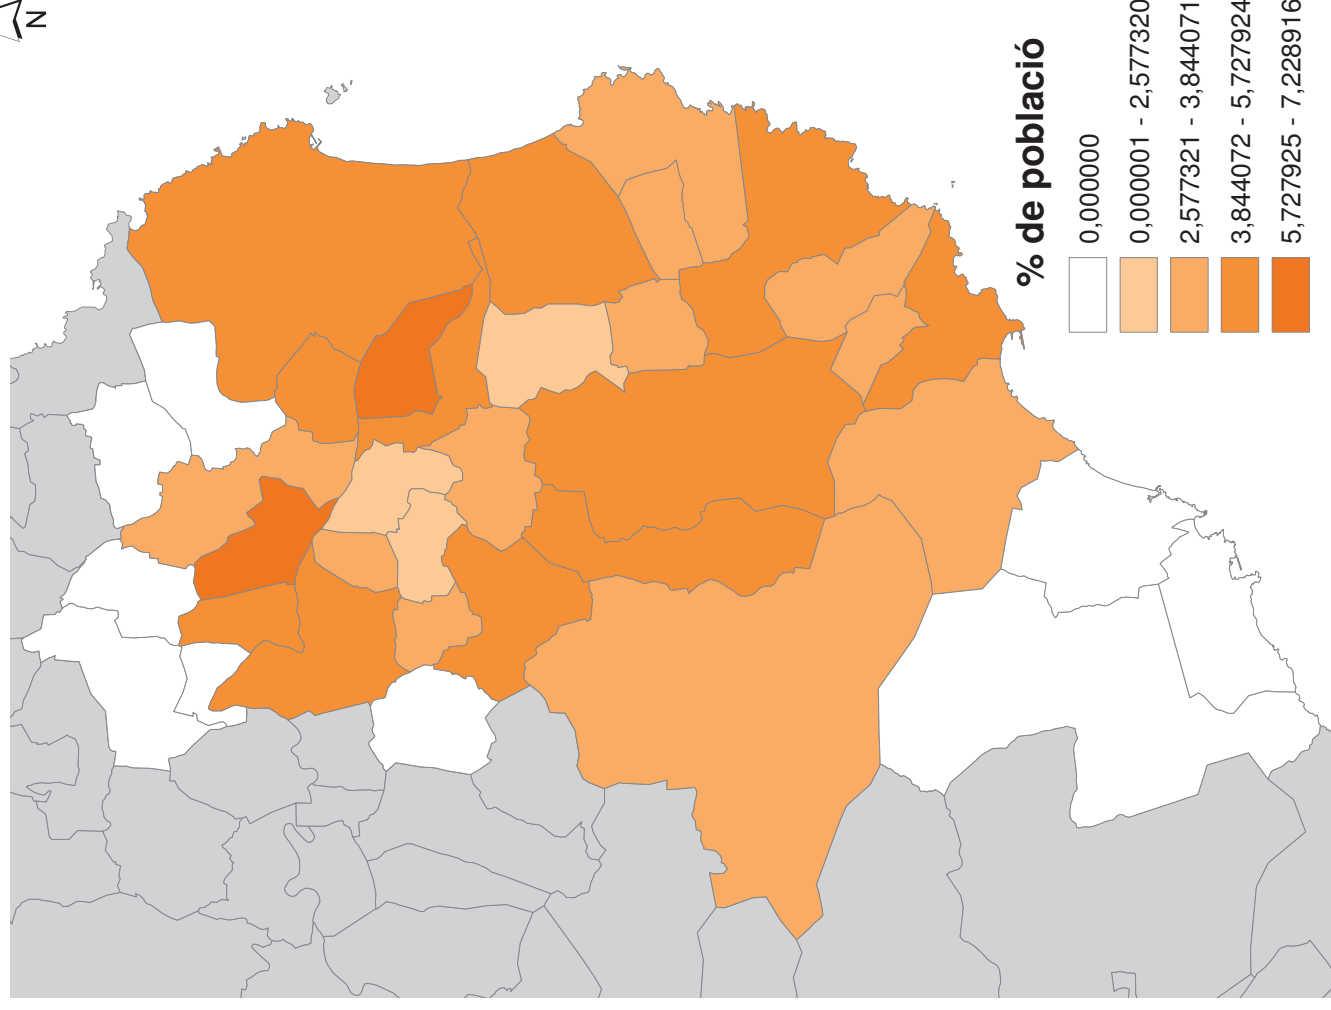 N
% de població
0,000000
0,000001 - 2,577320
2,577321 - 3,844071
3,844072 - 5,727924
5,727925 - 7,228916